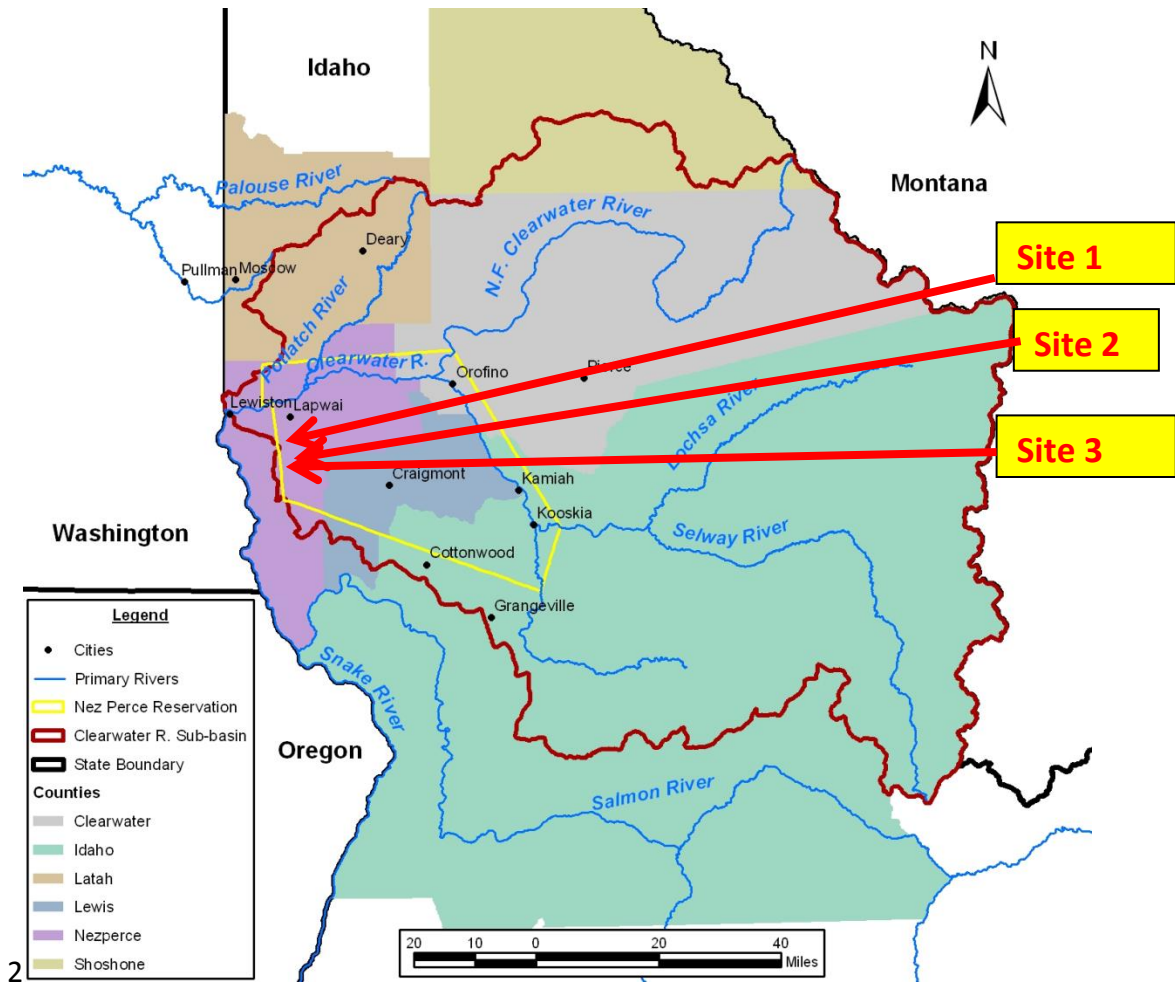 Idaho
N
Palouse River
Montana
N.F. Clearwater River
Deary
Site 1
Pullman
Moscow
Potlatch River
Site 2
Clearwater R.
Orofino
Pierce
Lewiston
Lapwai
Lochsa River
Site 3
Craigmont
Kamiah
Kooskia
Washington
Selway River
Cottonwood
Grangeville
Legend
Cities
Primary Rivers
Nez Perce Reservation
Clearwater R. Sub-basin
State Boundary
Counties
Clearwater
Idaho
Latah
Lewis
Nezperce
Shoshone
Snake River
Oregon
Salmon River
20 10 0 20 40
Miles
2